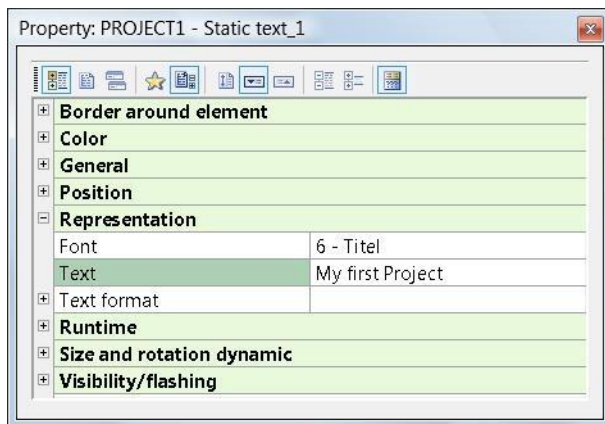 Property: PROJECT1 - Static text_1
Border around element
Color
General
Position
Representation
Font 6 - Titel
Text My first Project
Text format
Runtime
Size and rotation dynamic
Visibility/flashing